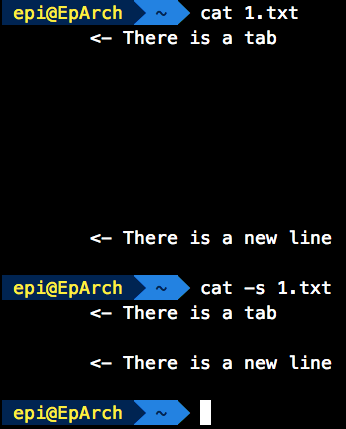 epi@EpArch ~ cat 1.txt
<- There is a tab
<- There is a new line
epi@EpArch ~ cat -s 1.txt
<- There is a tab
<- There is a new line
epi@EpArch ~